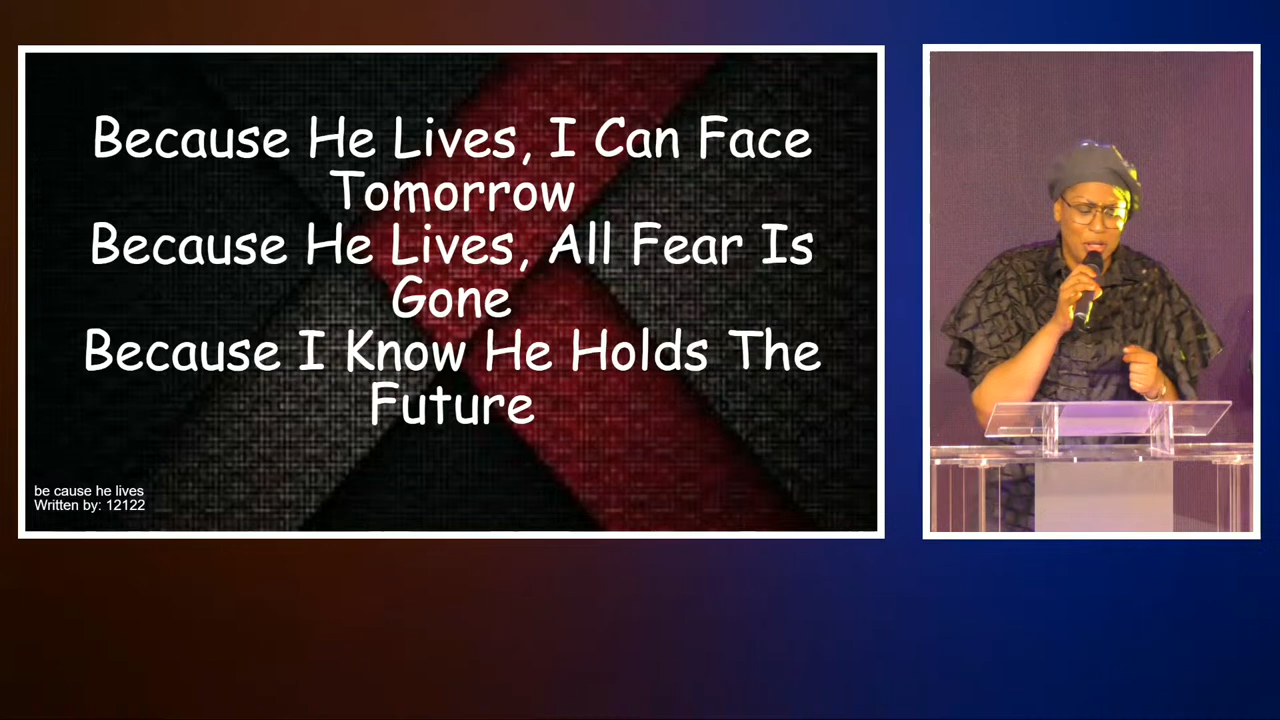 Because He Lives, I Can Face
Tomorrow
Because He Lives, All Fear Is
Gone
Because I Know He Holds The
Future
be cause he lives
Written by: 12122